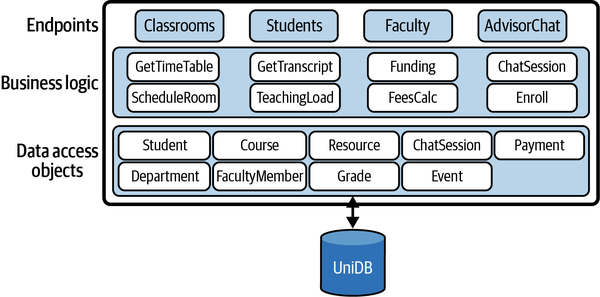 Endpoints
Classrooms
Students
Faculty
AdvisorChat
Business logic
GetTimeTable
GetTranscript
Funding
ChatSession
ScheduleRoom
TeachingLoad
FeesCalc
Enroll
Data access
objects
Student
Course
Resource
ChatSession
Payment
Department
FacultyMember
Grade
Event
UniDB